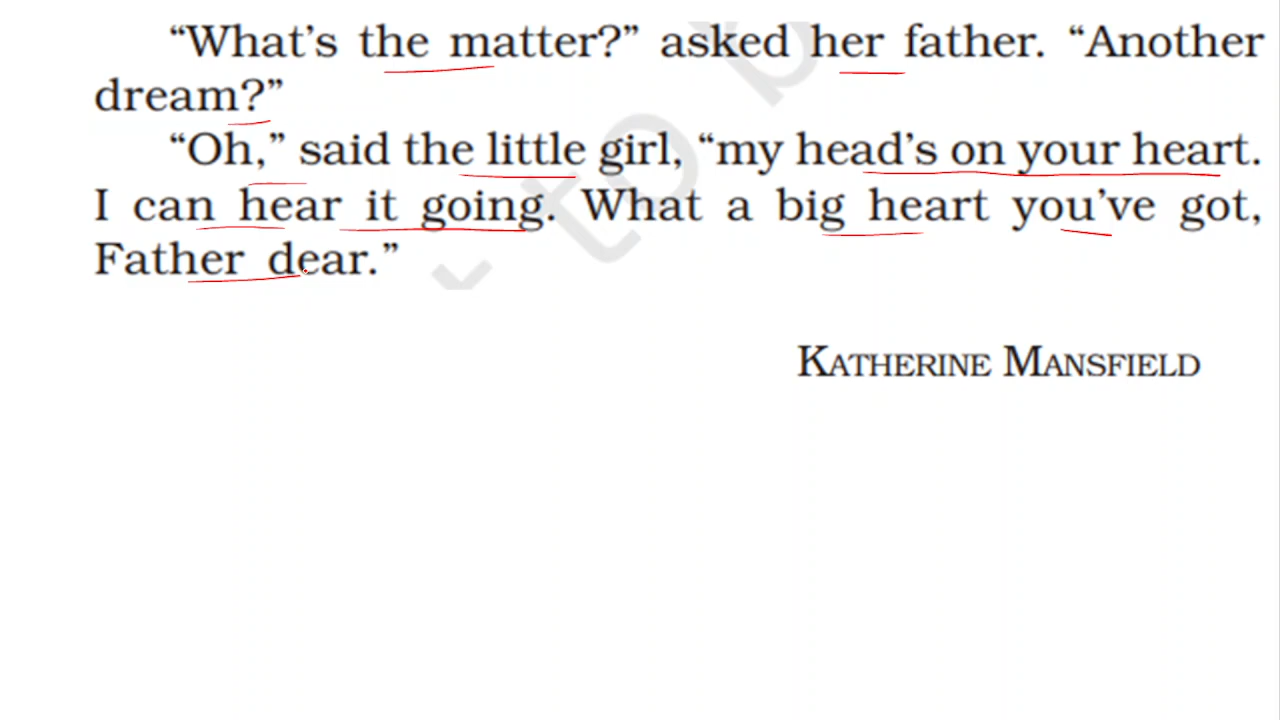 “What’s the matter?” asked her father. “Another
dream?”
“Oh,” said the little girl, “my head’s on your heart.
I can hear it going. What a big heart you’ve got,
Father dear.”
to b
KATHERINE MANSFIELD